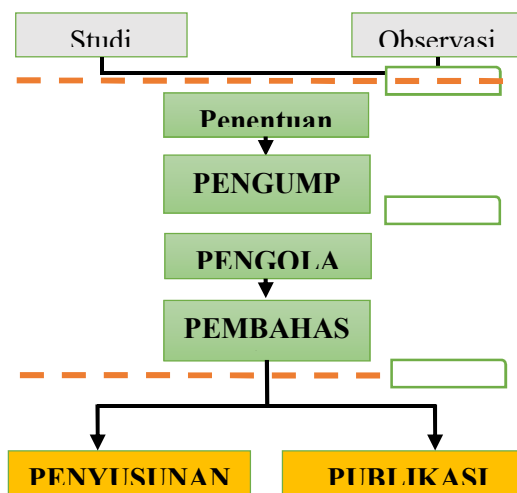 Studi
Observasi
Penentuan
PENGUMP
PENGOLA
PEMBAHAS
PENYUSUNAN
PUBLIKASI